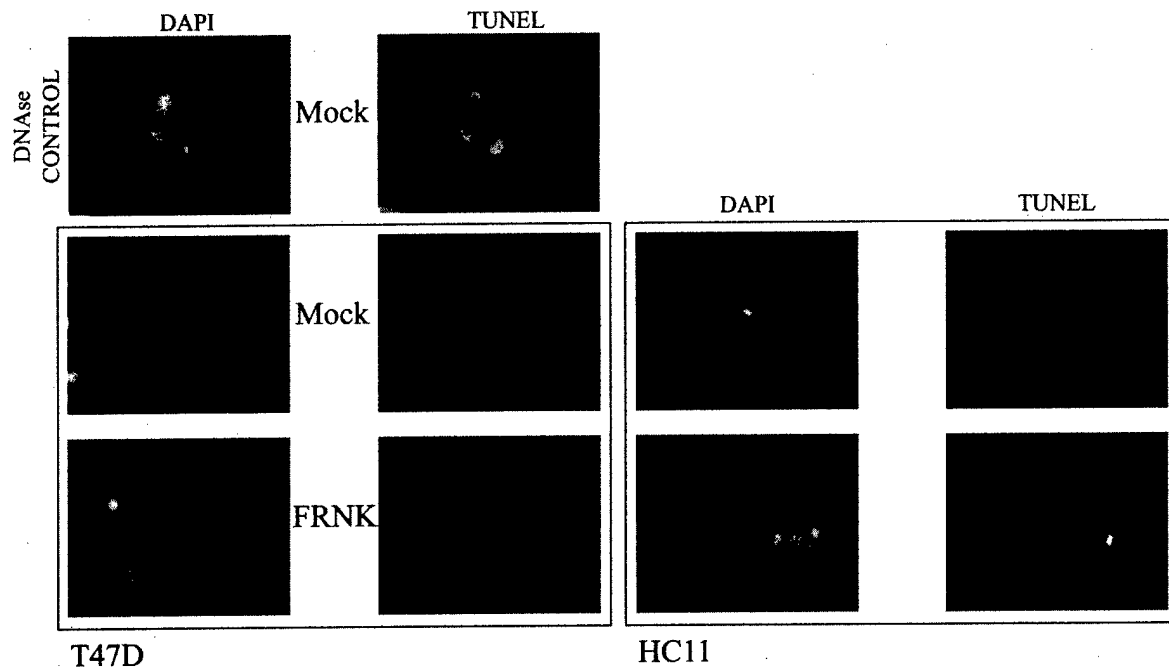 DAPI
TUNEL
DNAse
CONTROL
Mock
DAPI
TUNEL
Mock
FRNK
T47D
HC11